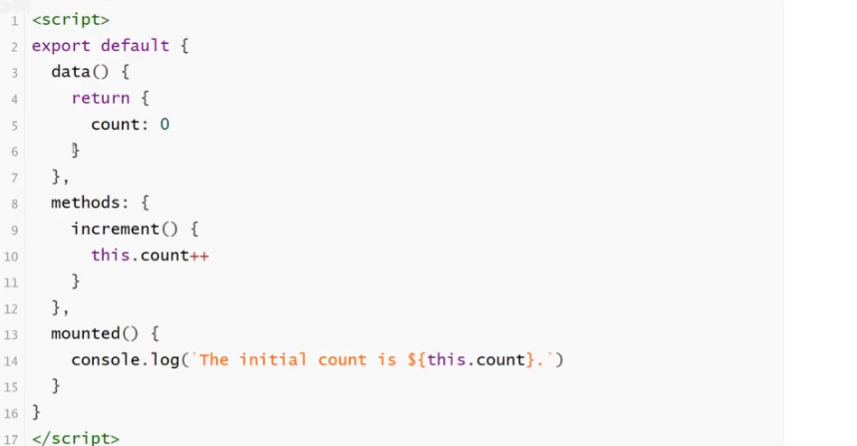 1 <script>
2 export default {
3   data() {
4     return {
5       count: 0
6     }
7   },
8   methods: {
9     increment() {
10       this.count++
11     }
12   },
13   mounted() {
14     console.log(`The initial count is ${this.count}.`)
15   }
16 }
17 </script>